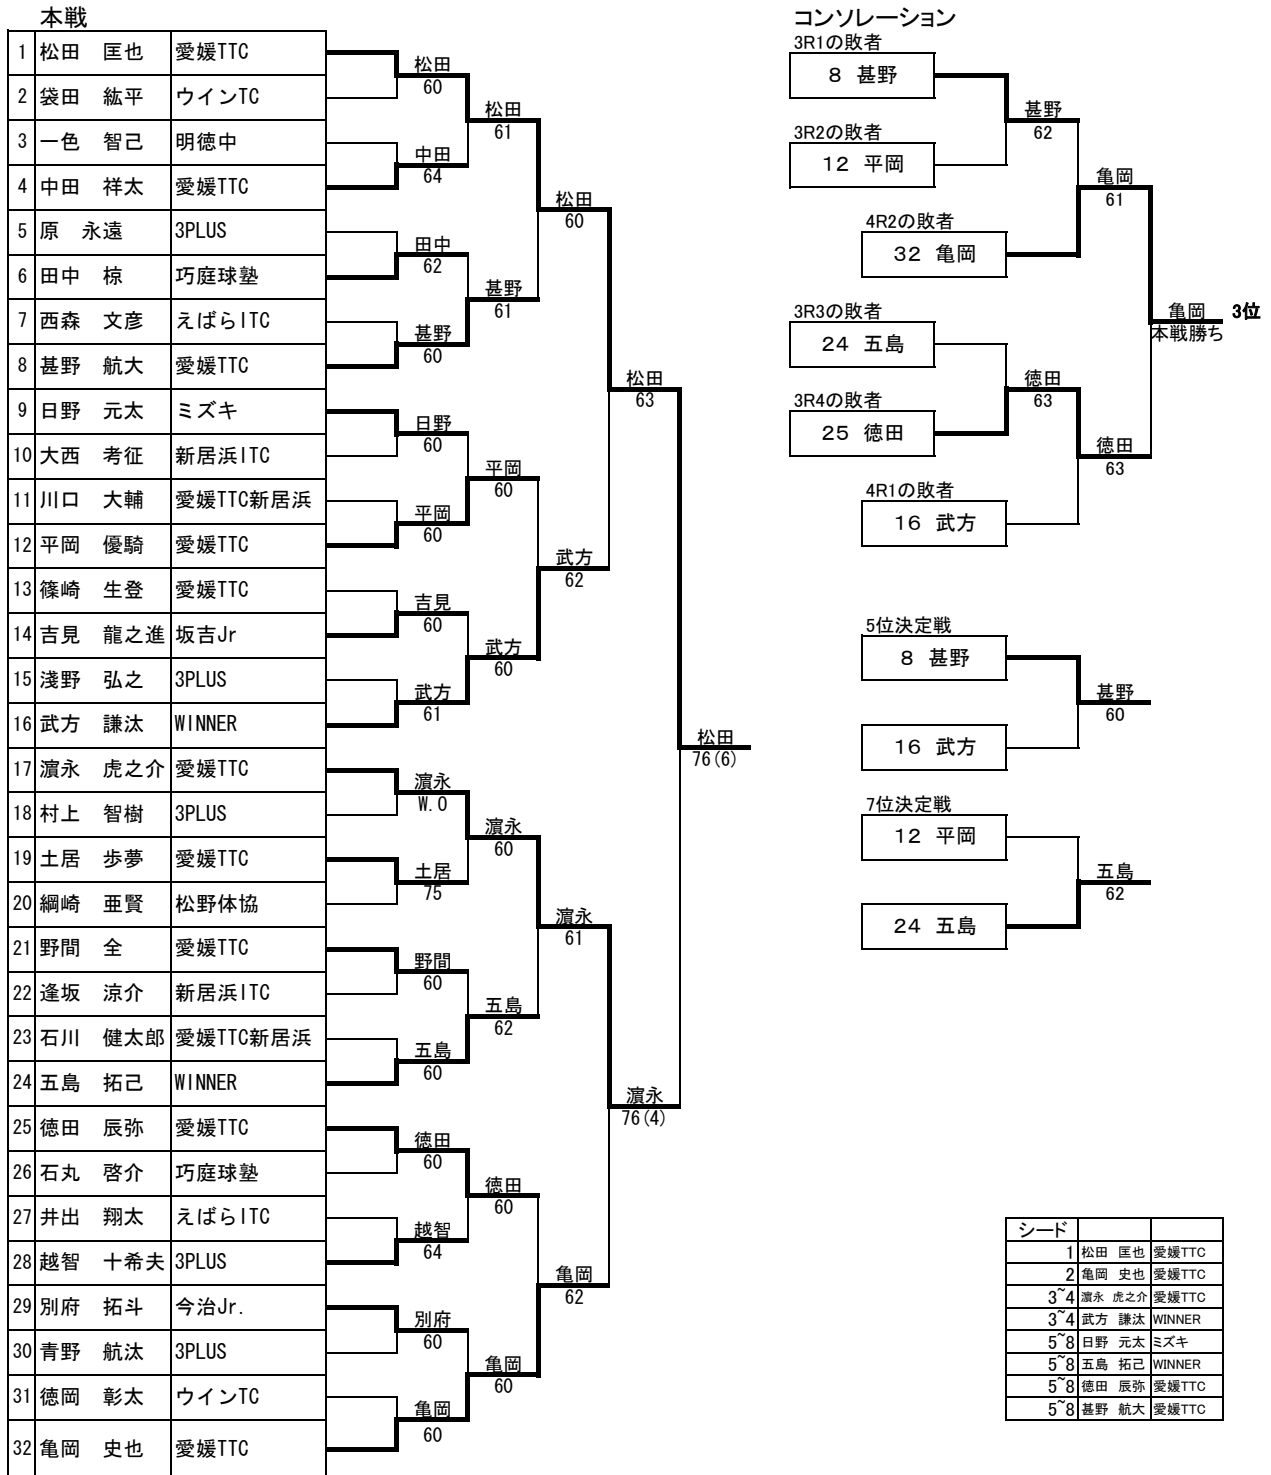 本戦
1 松田 匡也 愛媛TTC
2 袋田 紘平 ウインTC
3 一色 智己 明徳中
4 中田 祥太 愛媛TTC
5 原 永遠 3PLUS
6 田中 椋 巧庭球塾
7 西森 文彦 えばらITC
8 甚野 航大 愛媛TTC
9 日野 元太 ミズキ
10 大西 考征 新居浜ITC
11 川口 大輔 愛媛TTC新居浜
12 平岡 優騎 愛媛TTC
13 篠崎 生登 愛媛TTC
14 吉見 龍之進 坂吉Jr
15 淺野 弘之 3PLUS
16 武方 謙汰 WINNER
17 濵永 虎之介 愛媛TTC
18 村上 智樹 3PLUS
19 土居 歩夢 愛媛TTC
20 綱崎 亜賢 松野体協
21 野間 全 愛媛TTC
22 逢坂 涼介 新居浜ITC
23 石川 健太郎 愛媛TTC新居浜
24 五島 拓己 WINNER
25 徳田 辰弥 愛媛TTC
26 石丸 啓介 巧庭球塾
27 井出 翔太 えばらITC
28 越智 十希夫 3PLUS
29 別府 拓斗 今治Jr.
30 青野 航汰 3PLUS
31 徳岡 彰太 ウインTC
32 亀岡 史也 愛媛TTC
松田
60
中田
64
田中
62
甚野
60
日野
60
平岡
60
吉見
60
武方
61
濵永
W.O
土居
75
野間
60
五島
60
徳田
60
越智
64
別府
60
亀岡
60
松田
61
甚野
61
平岡
60
武方
60
濵永
60
五島
62
徳田
60
亀岡
60
松田
60
武方
62
濵永
61
亀岡
62
松田
63
濵永
76(4)
松田
76(6)
コンソレーション
3R1の敗者
8 甚野
3R2の敗者
12 平岡
4R2の敗者
32 亀岡
3R3の敗者
24 五島
3R4の敗者
25 徳田
4R1の敗者
16 武方
甚野
62
徳田
63
亀岡
61
徳田
63
亀岡 3位
本戦勝ち
5位決定戦
8 甚野
16 武方
甚野
60
7位決定戦
12 平岡
24 五島
五島
62
シード
1 松田 匡也 愛媛TTC
2 亀岡 史也 愛媛TTC
3~4 濵永 虎之介 愛媛TTC
3~4 武方 謙汰 WINNER
5~8 日野 元太 ミズキ
5~8 五島 拓己 WINNER
5~8 徳田 辰弥 愛媛TTC
5~8 甚野 航大 愛媛TTC